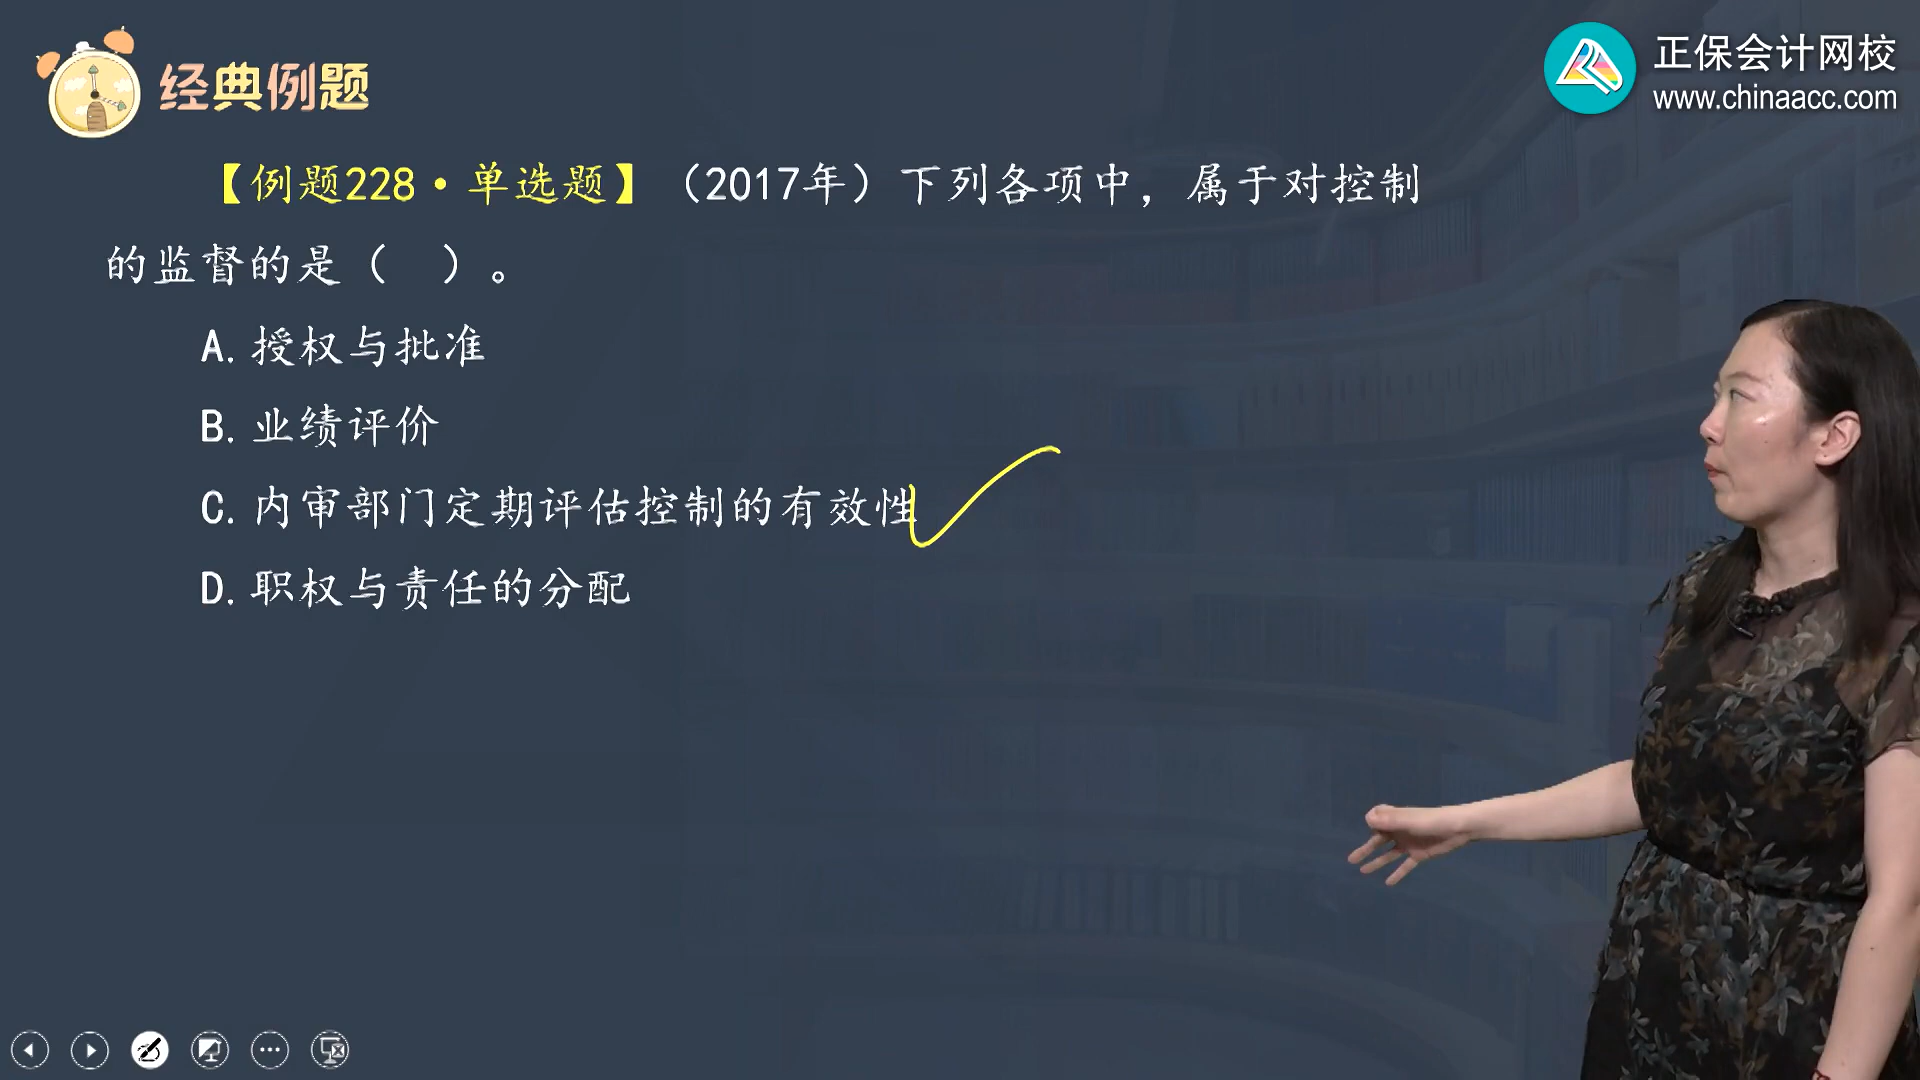 经典例题
正保会计网校
www.chinaacc.com
【例题228·单选题】（2017年）下列各项中，属于对控制
的监督的是（ ）。
A.授权与批准
B.业绩评价
C.内审部门定期评估控制的有效性
D.职权与责任的分配